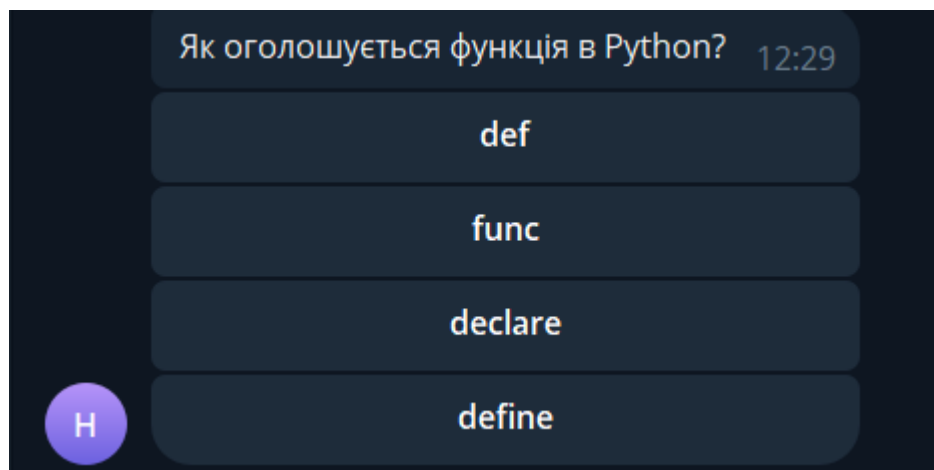 Як оголошується функція в Python? 12:29
def
func
declare
define
Н